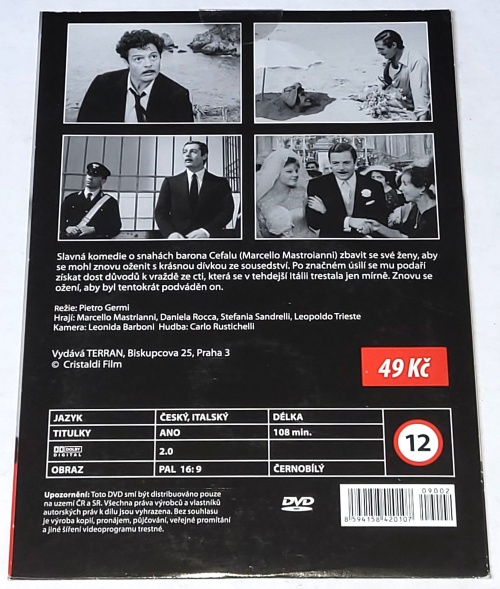 Slavná komedie o snahách barona Cefalu (Marcello Mastroianni) zbavit se své ženy, aby
se mohl znovu oženit s krásnou dívkou ze sousedství. Po značném úsilí se mu podaří
získat dost důvodů k vraždě ze cti, která se v tehdejší Itálii trestala jen mírně. Znovu se
ožení, aby byl tentokrát podváděn on.
Režie: Pietro Germi
Hrají: Marcello Mastrianni, Daniela Rocca, Stefania Sandrelli, Leopoldo Trieste
Kamera: Leonida Barboni Hudba: Carlo Rustichelli
Vydává TERRAN, Biskupcova 25, Praha 3
© Cristaldi Film
49 Kč
JAZYK ČESKÝ, ITALSKÝ DÉLKA
TITULKY ANO 108 min.
DOLBY DIGITAL 2.0
OBRAZ PAL 16:9 ČERNOBÍLÝ
12
Upozornění: Toto DVD smí být distribuováno pouze
na uzemí ČR a SR. Všechna práva výrobců a vlastníků
autorských práv k dílu jsou vyhrazena. Bez souhlasu
je výroba kopií, pronájem, půjčování, veřejné promítání
a jiné šíření videoprogramu trestné.
DVD
09002
8 594158 420107